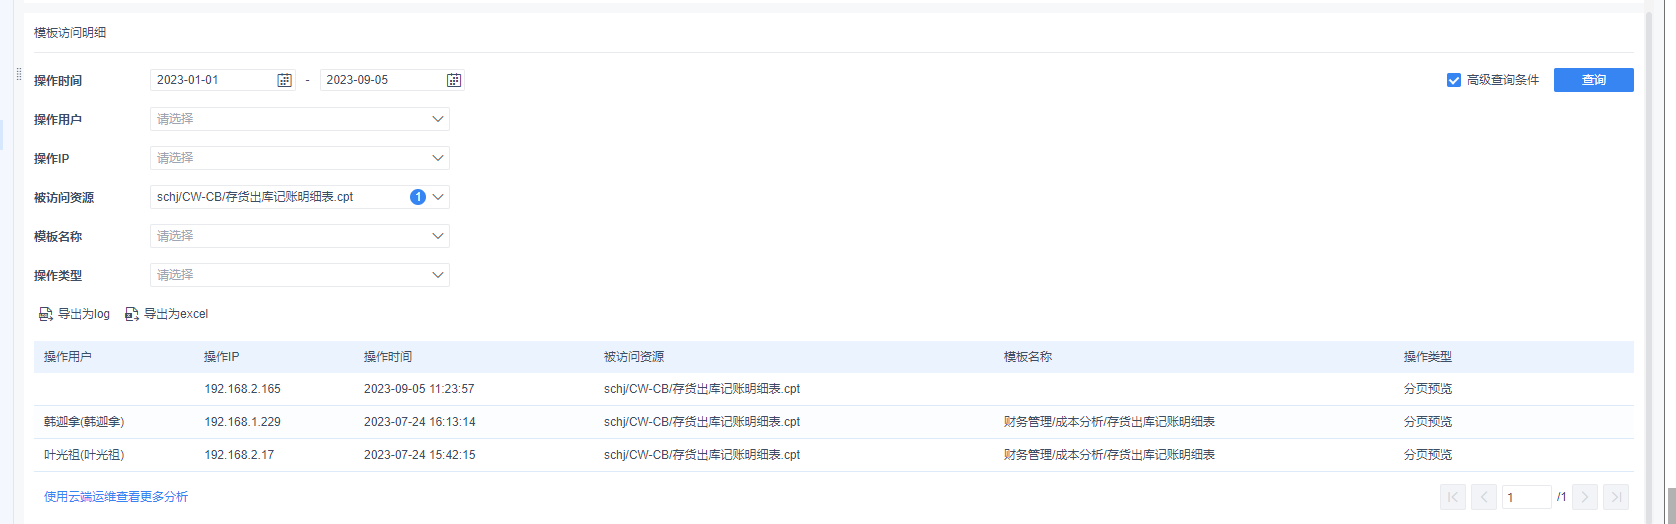 模板访问明细
操作时间 2023-01-01 - 2023-09-05 高级查询条件 查询
操作用户 请选择
操作IP 请选择
被访问资源 schj/CW-CB/存货出库记账明细表.cpt 1
模板名称 请选择
操作类型 请选择
导出为log 导出为excel
操作用户 操作IP 操作时间 被访问资源 模板名称 操作类型
192.168.2.165 2023-09-05 11:23:57 schj/CW-CB/存货出库记账明细表.cpt 分页预览
韩迦拿(韩迦拿) 192.168.1.229 2023-07-24 16:13:14 schj/CW-CB/存货出库记账明细表.cpt 财务管理/成本分析/存货出库记账明细表 分页预览
叶光祖(叶光祖) 192.168.2.17 2023-07-24 15:42:15 schj/CW-CB/存货出库记账明细表.cpt 财务管理/成本分析/存货出库记账明细表 分页预览
使用云端运维查看更多分析 1 /1